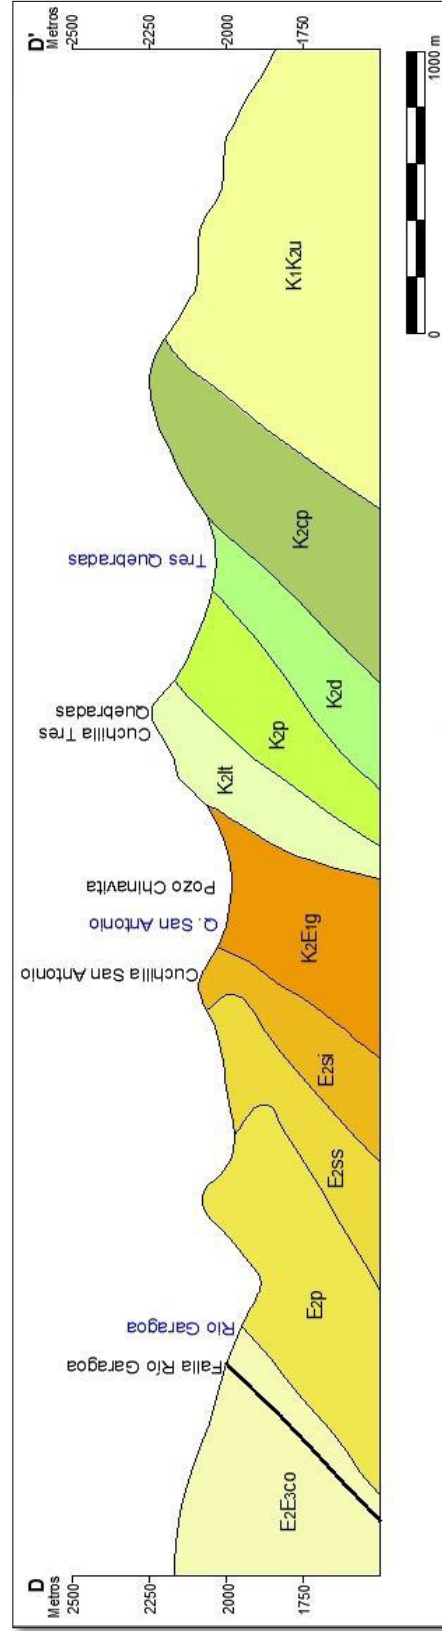 D
Metros
2500
2250
2000
1750
Falla Río Garagoa
Río Garagoa
Cuchilla San Antonio
Q. San Antonio
Pozo Chinavita
Cuchilla Tres
Quebradas
Tres Quebradas
D'
Metros
2500
2250
2000
1750
E2E3co
E2p
E2ss
E2si
K2E1g
K2lt
K2p
K2d
K2cp
K1K2u
0
1000 m